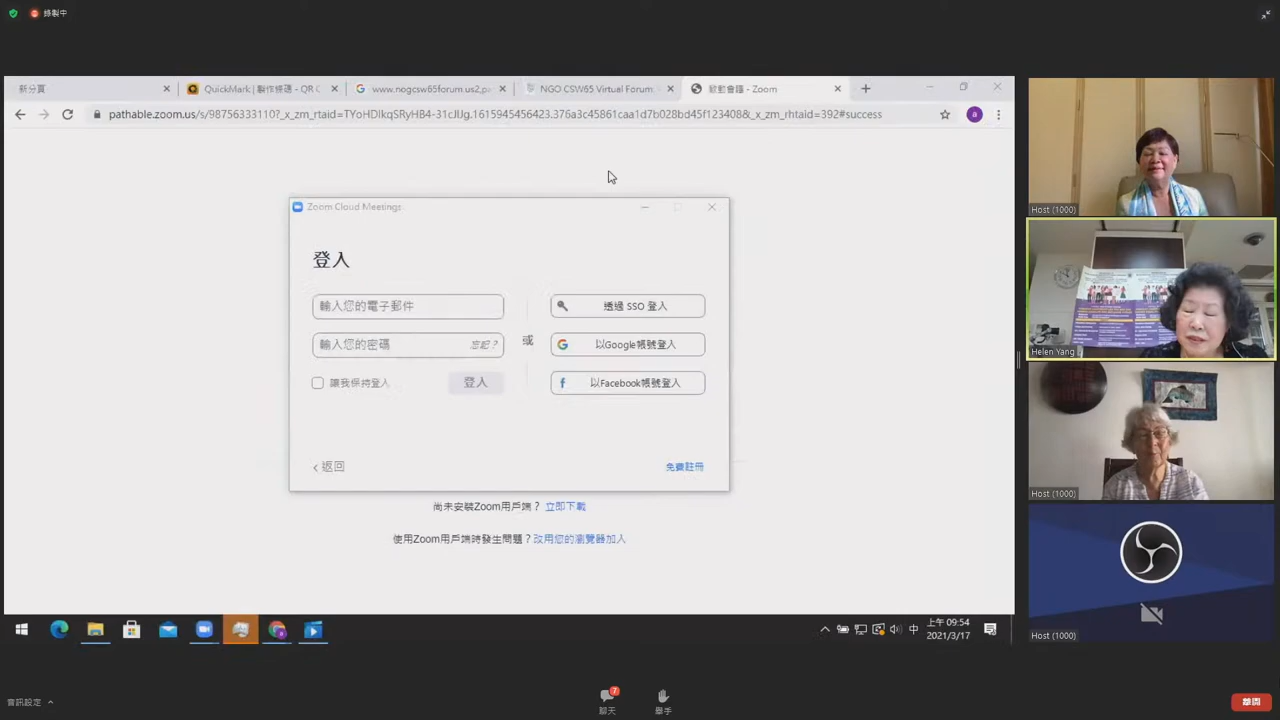 錄製中
新分頁
QuickMark | 製作條碼 - QR C
www.nogcsw65forum.us2.pa
NGO CSW65 Virtual Forum.
啟動會議 - Zoom
pathable.zoom.us/s/98756333110?_x_zm_rtaid=TYoHDIkqSRyHB4-31cJIUg.1615945456423.376a3c45861caa1d7b028bd45f123408&_x_zm_rhtaid=392#success
a
Zoom Cloud Meetings
登入
輸入您的電子郵件
透過 SSO 登入
輸入您的密碼
忘記?
或
以Google帳號登入
讓我保持登入
登入
以Facebook帳號登入
返回
免費註冊
尚未安裝Zoom用戶端？ 立即下載
使用Zoom用戶端時發生問題？改用您的瀏覽器加入
中
上午 09:54
2021/3/17
Host (1000)
Helen Yang
Host (1000)
Host (1000)
音訊設定
7
聊天
舉手
離開